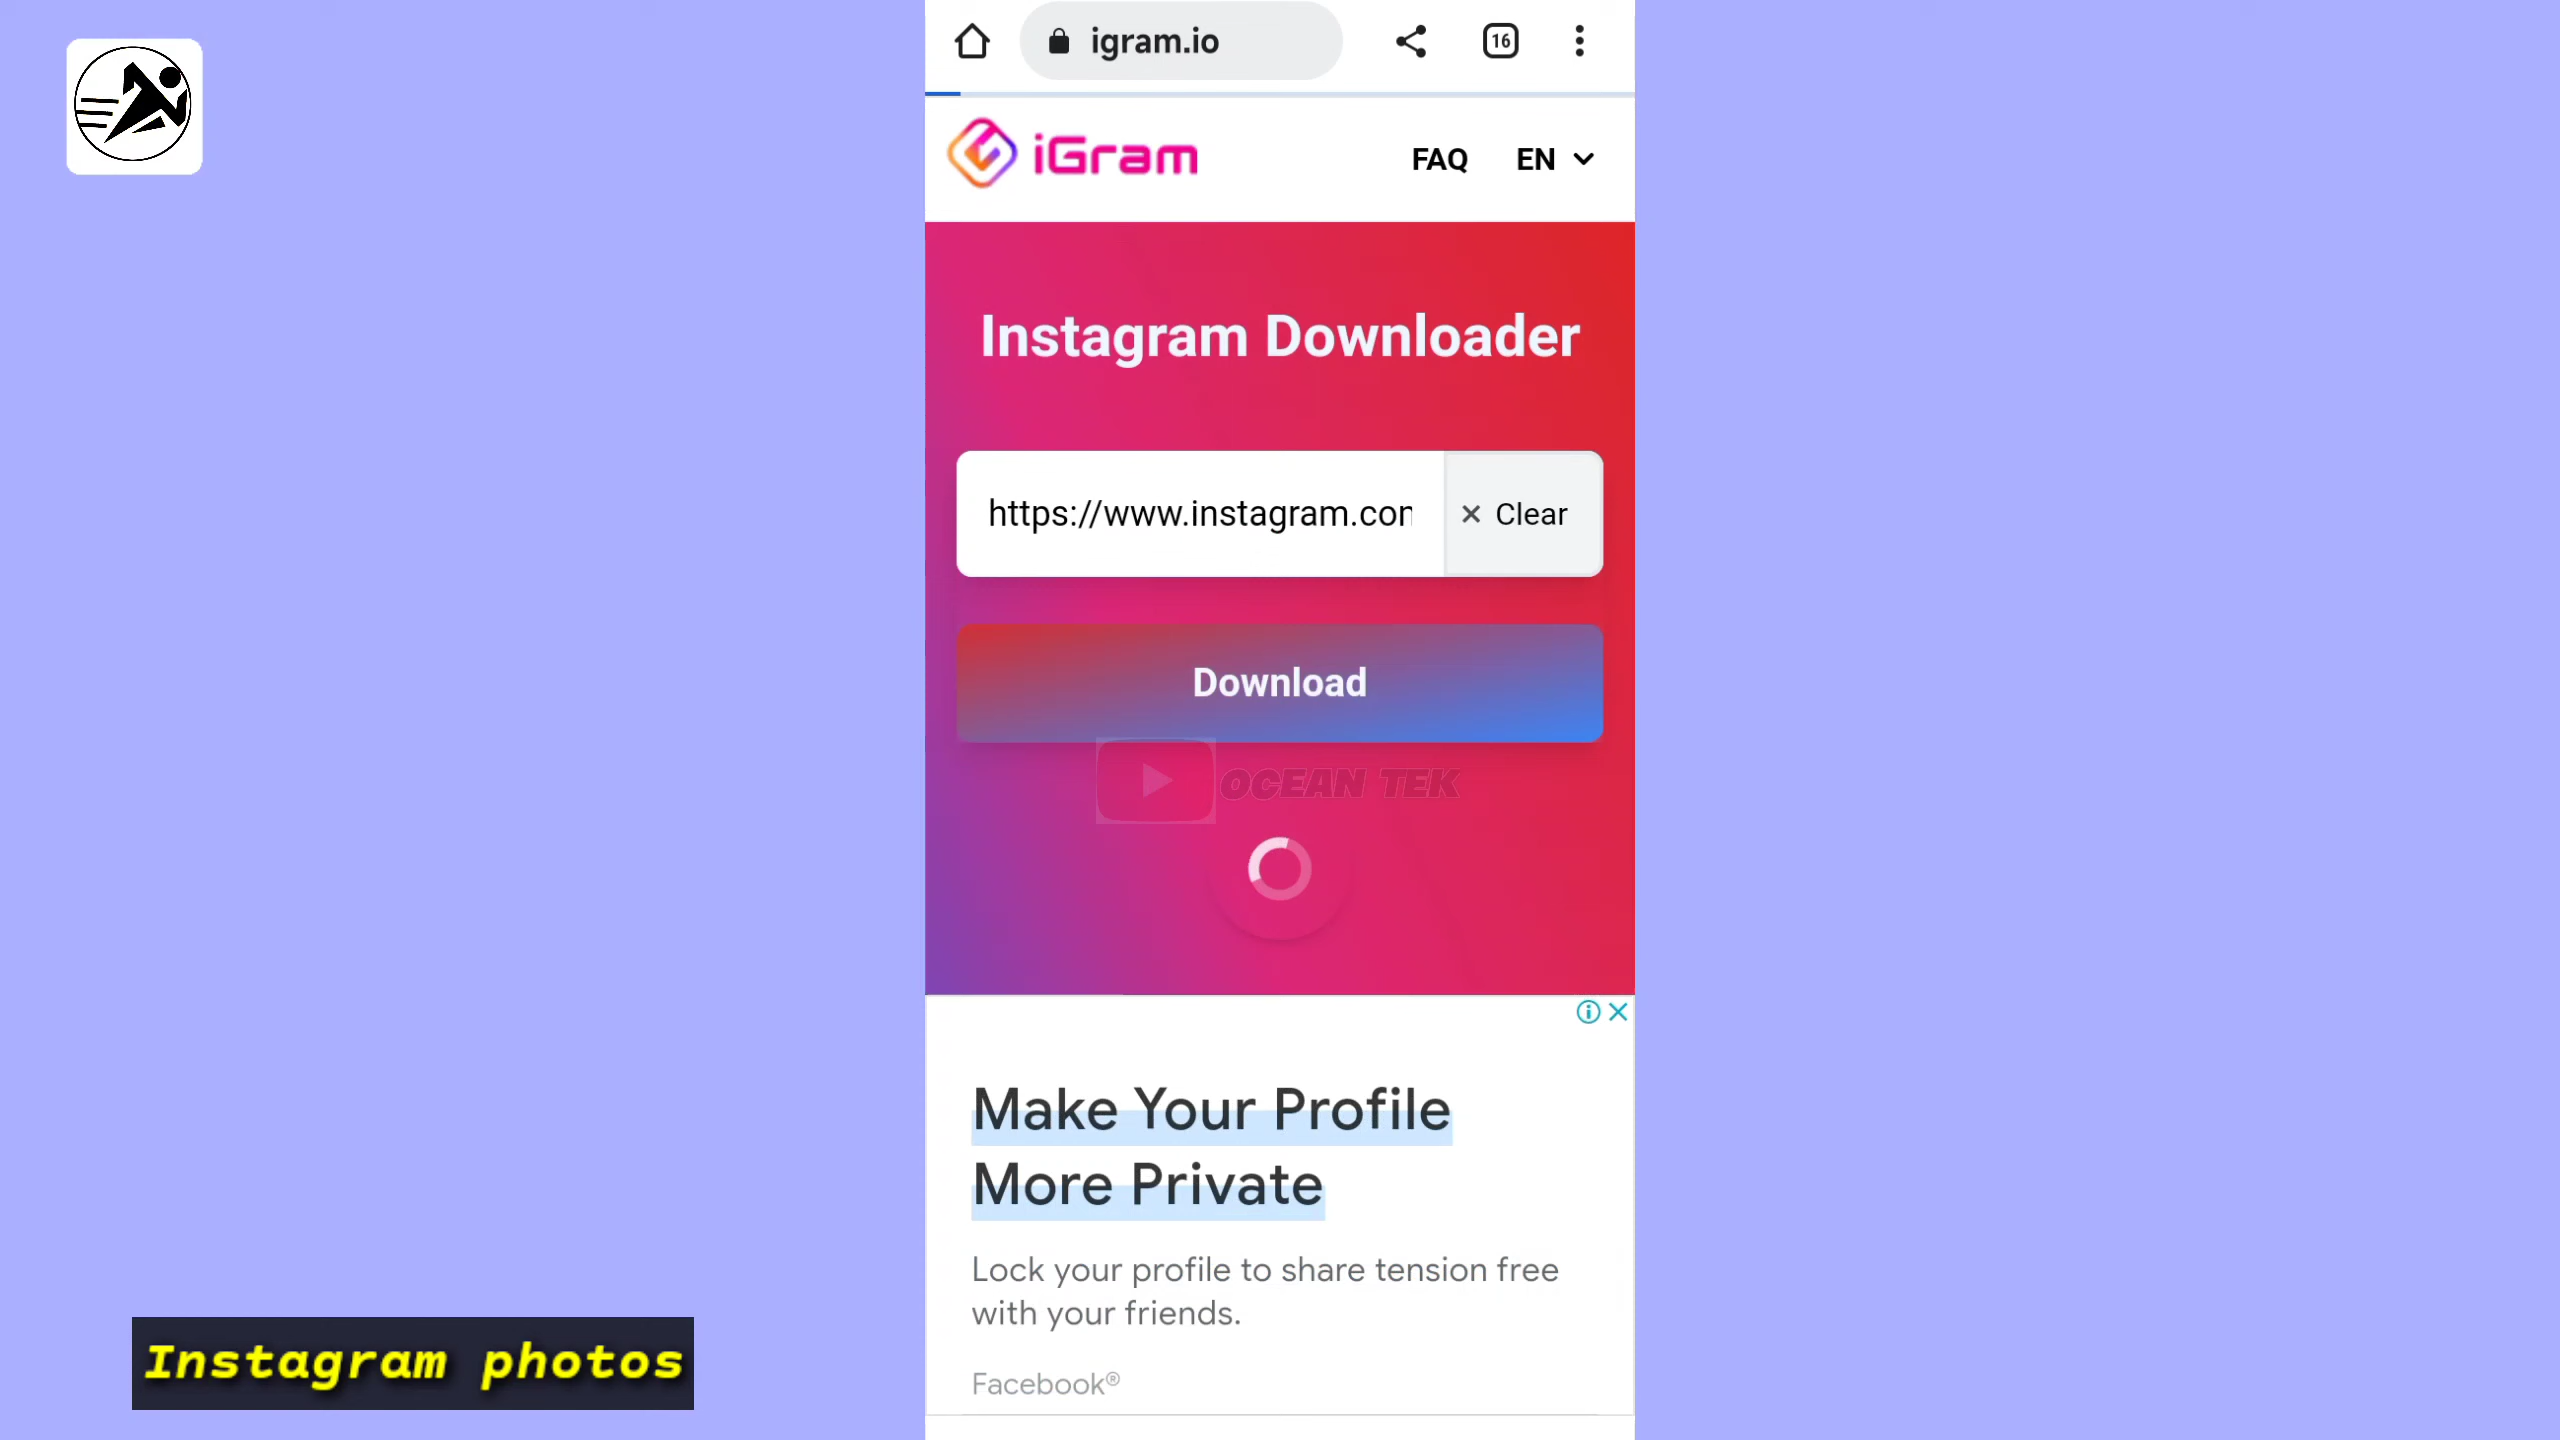 igram.io
16
iGram
FAQ
EN
Instagram Downloader
https://www.instagram.con
× Clear
Download
OCEAN TEK
Make Your Profile
More Private
Lock your profile to share tension free
with your friends.
Facebook®
Instagram photos